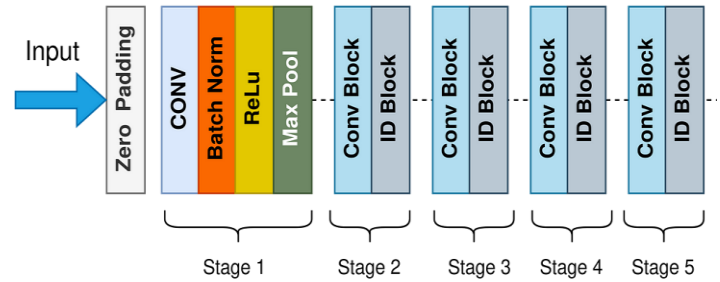 Input
Zero Padding
CONV
Batch Norm
ReLu
Max Pool
Conv Block
ID Block
Conv Block
ID Block
Conv Block
ID Block
Conv Block
ID Block
Stage 1
Stage 2
Stage 3
Stage 4
Stage 5